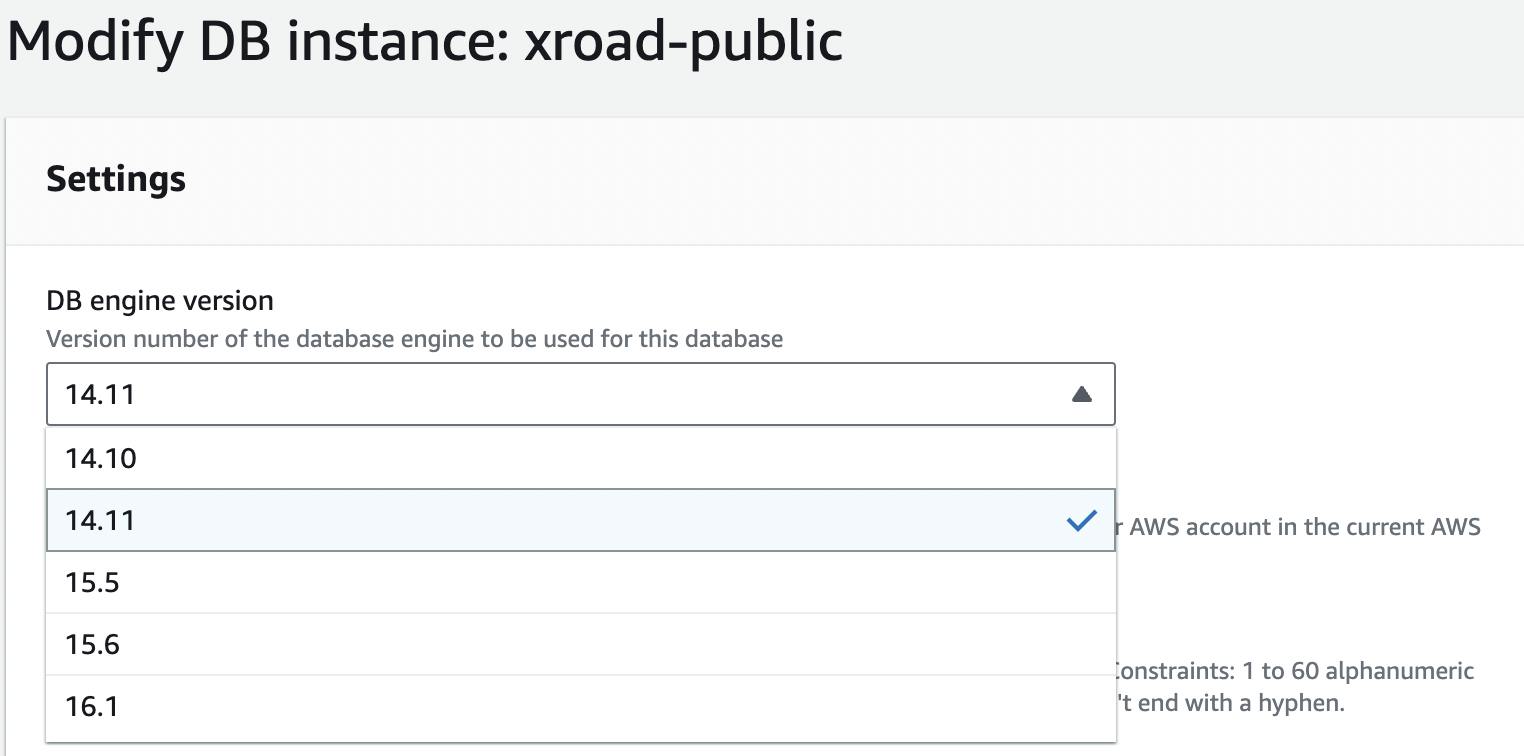 Modify DB instance: xroad-public
Settings
DB engine version
Version number of the database engine to be used for this database
14.11
14.10
14.11
AWS account in the current AWS
15.5
15.6
Constraints: 1 to 60 alphanumeric
16.1
't end with a hyphen.